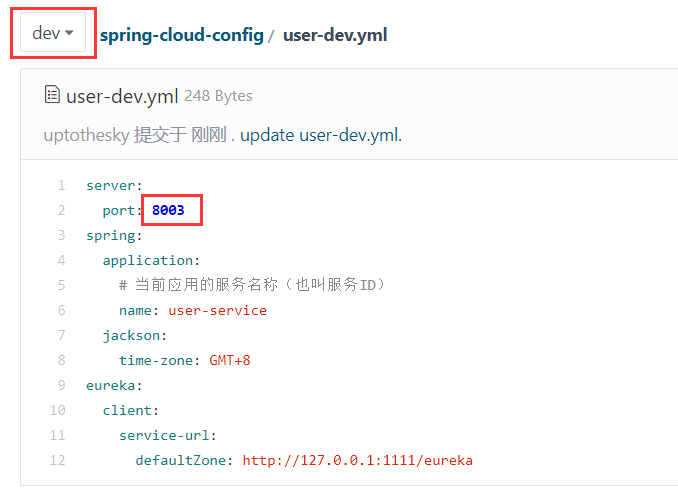 dev spring-cloud-config / user-dev.yml
user-dev.yml 248 Bytes
uptothesky 提交于 刚刚 . update user-dev.yml.
1 server:
2   port: 8003
3 spring:
4   application:
5     # 当前应用的服务名称（也叫服务ID）
6     name: user-service
7   jackson:
8     time-zone: GMT+8
9 eureka:
10   client:
11     service-url:
12       defaultZone: http://127.0.0.1:1111/eureka